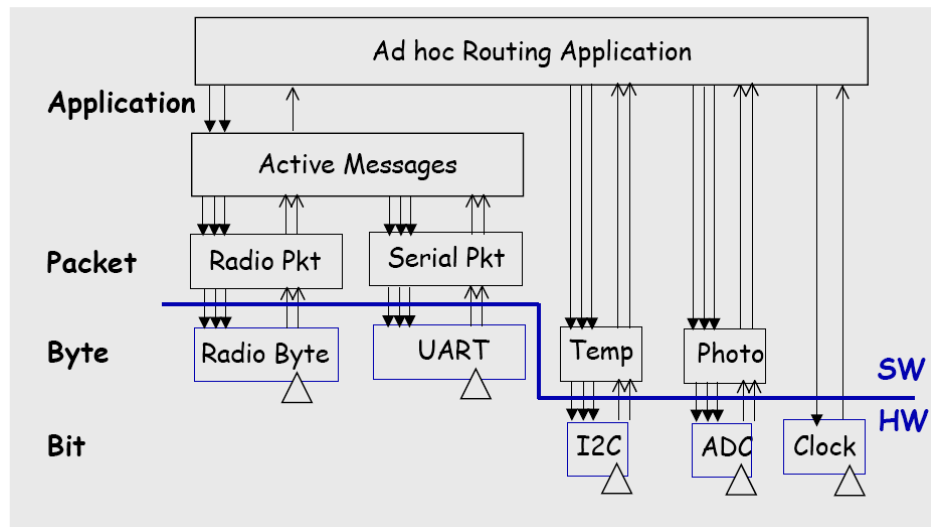 Ad hoc Routing Application
Application
Active Messages
Packet
Radio Pkt
Serial Pkt
Byte
Radio Byte
UART
Temp
Photo
SW
HW
Bit
I2C
ADC
Clock